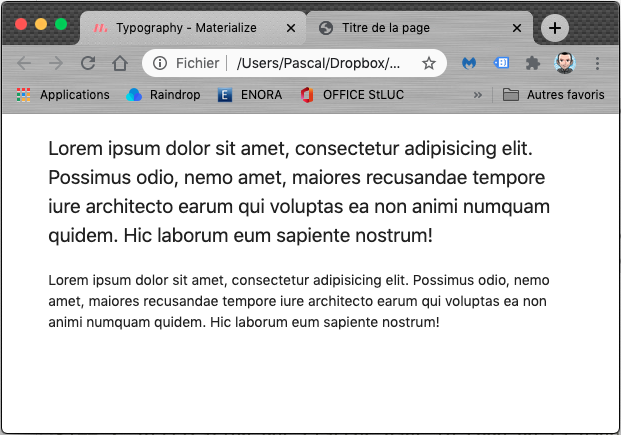 Typography - Materialize
Titre de la page
Fichier | /Users/Pascal/Dropbox/...
Applications
Raindrop
E ENORA
OFFICE StLUC
»
Autres favoris
Lorem ipsum dolor sit amet, consectetur adipisicing elit.
Possimus odio, nemo amet, maiores recusandae tempore
iure architecto earum qui voluptas ea non animi numquam
quidem. Hic laborum eum sapiente nostrum!
Lorem ipsum dolor sit amet, consectetur adipisicing elit. Possimus odio, nemo
amet, maiores recusandae tempore iure architecto earum qui voluptas ea non
animi numquam quidem. Hic laborum eum sapiente nostrum!